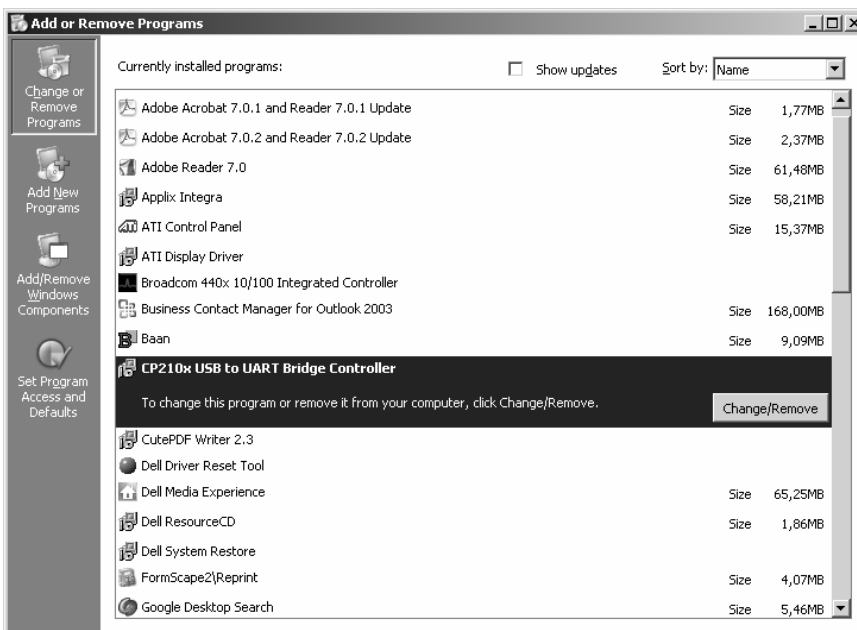 Add or Remove Programs
Change or
Remove
Programs
Add New
Programs
Add/Remove
Windows
Components
Set Program
Access and
Defaults
Currently installed programs:
Show updates
Sort by: Name
Adobe Acrobat 7.0.1 and Reader 7.0.1 Update Size 1,77MB
Adobe Acrobat 7.0.2 and Reader 7.0.2 Update Size 2,37MB
Adobe Reader 7.0 Size 61,48MB
Applix Integra Size 58,21MB
ATI Control Panel Size 15,37MB
ATI Display Driver
Broadcom 440x 10/100 Integrated Controller
Business Contact Manager for Outlook 2003 Size 168,00MB
Baan Size 9,09MB
CP210x USB to UART Bridge Controller
To change this program or remove it from your computer, click Change/Remove. Change/Remove
CutePDF Writer 2.3
Dell Driver Reset Tool
Dell Media Experience Size 65,25MB
Dell ResourceCD Size 1,86MB
Dell System Restore
FormScape2\Reprint Size 4,07MB
Google Desktop Search Size 5,46MB